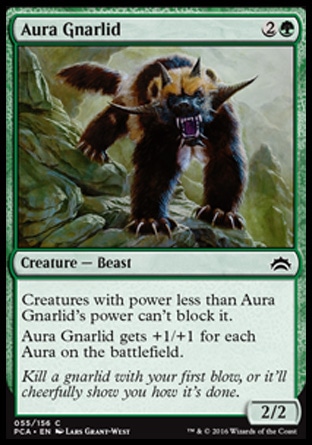 Aura Gnarlid 2
Creature — Beast
Creatures with power less than Aura
Gnarlid's power can't block it.
Aura Gnarlid gets +1/+1 for each
Aura on the battlefield.
Kill a gnarlid with your first blow, or it'll
cheerfully show you how it's done.
2/2
055/156 C
PCA • EN Lars Grant-West
™ & © 2016 Wizards of the Coast